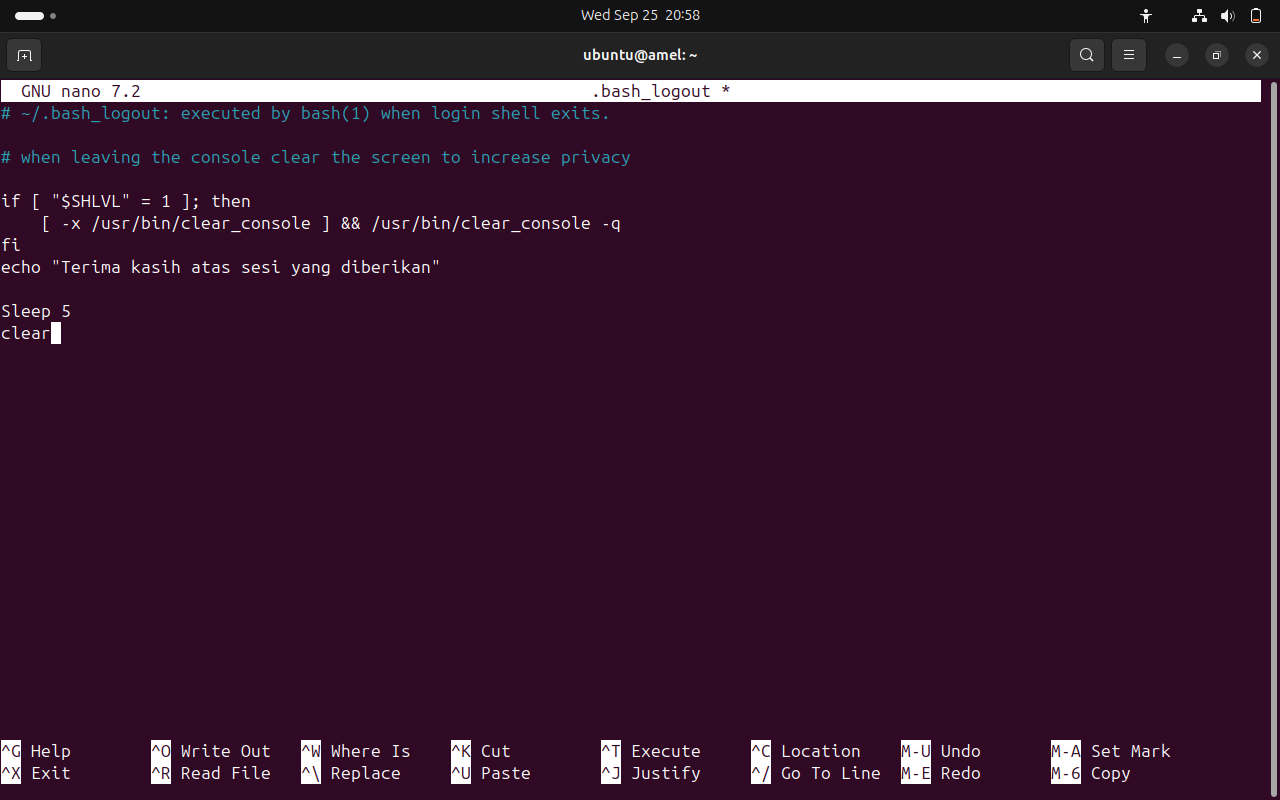 Wed Sep 25 20:58
ubuntu@amel: ~
GNU nano 7.2 .bash_logout *
# ~/.bash_logout: executed by bash(1) when login shell exits.
# when leaving the console clear the screen to increase privacy
if [ "$SHLVL" = 1 ]; then
    [ -x /usr/bin/clear_console ] && /usr/bin/clear_console -q
fi
echo "Terima kasih atas sesi yang diberikan"
Sleep 5
clear
^G Help ^O Write Out ^W Where Is ^K Cut ^T Execute ^C Location M-U Undo M-A Set Mark
^X Exit ^R Read File ^\ Replace ^U Paste ^J Justify ^/ Go To Line M-E Redo M-6 Copy